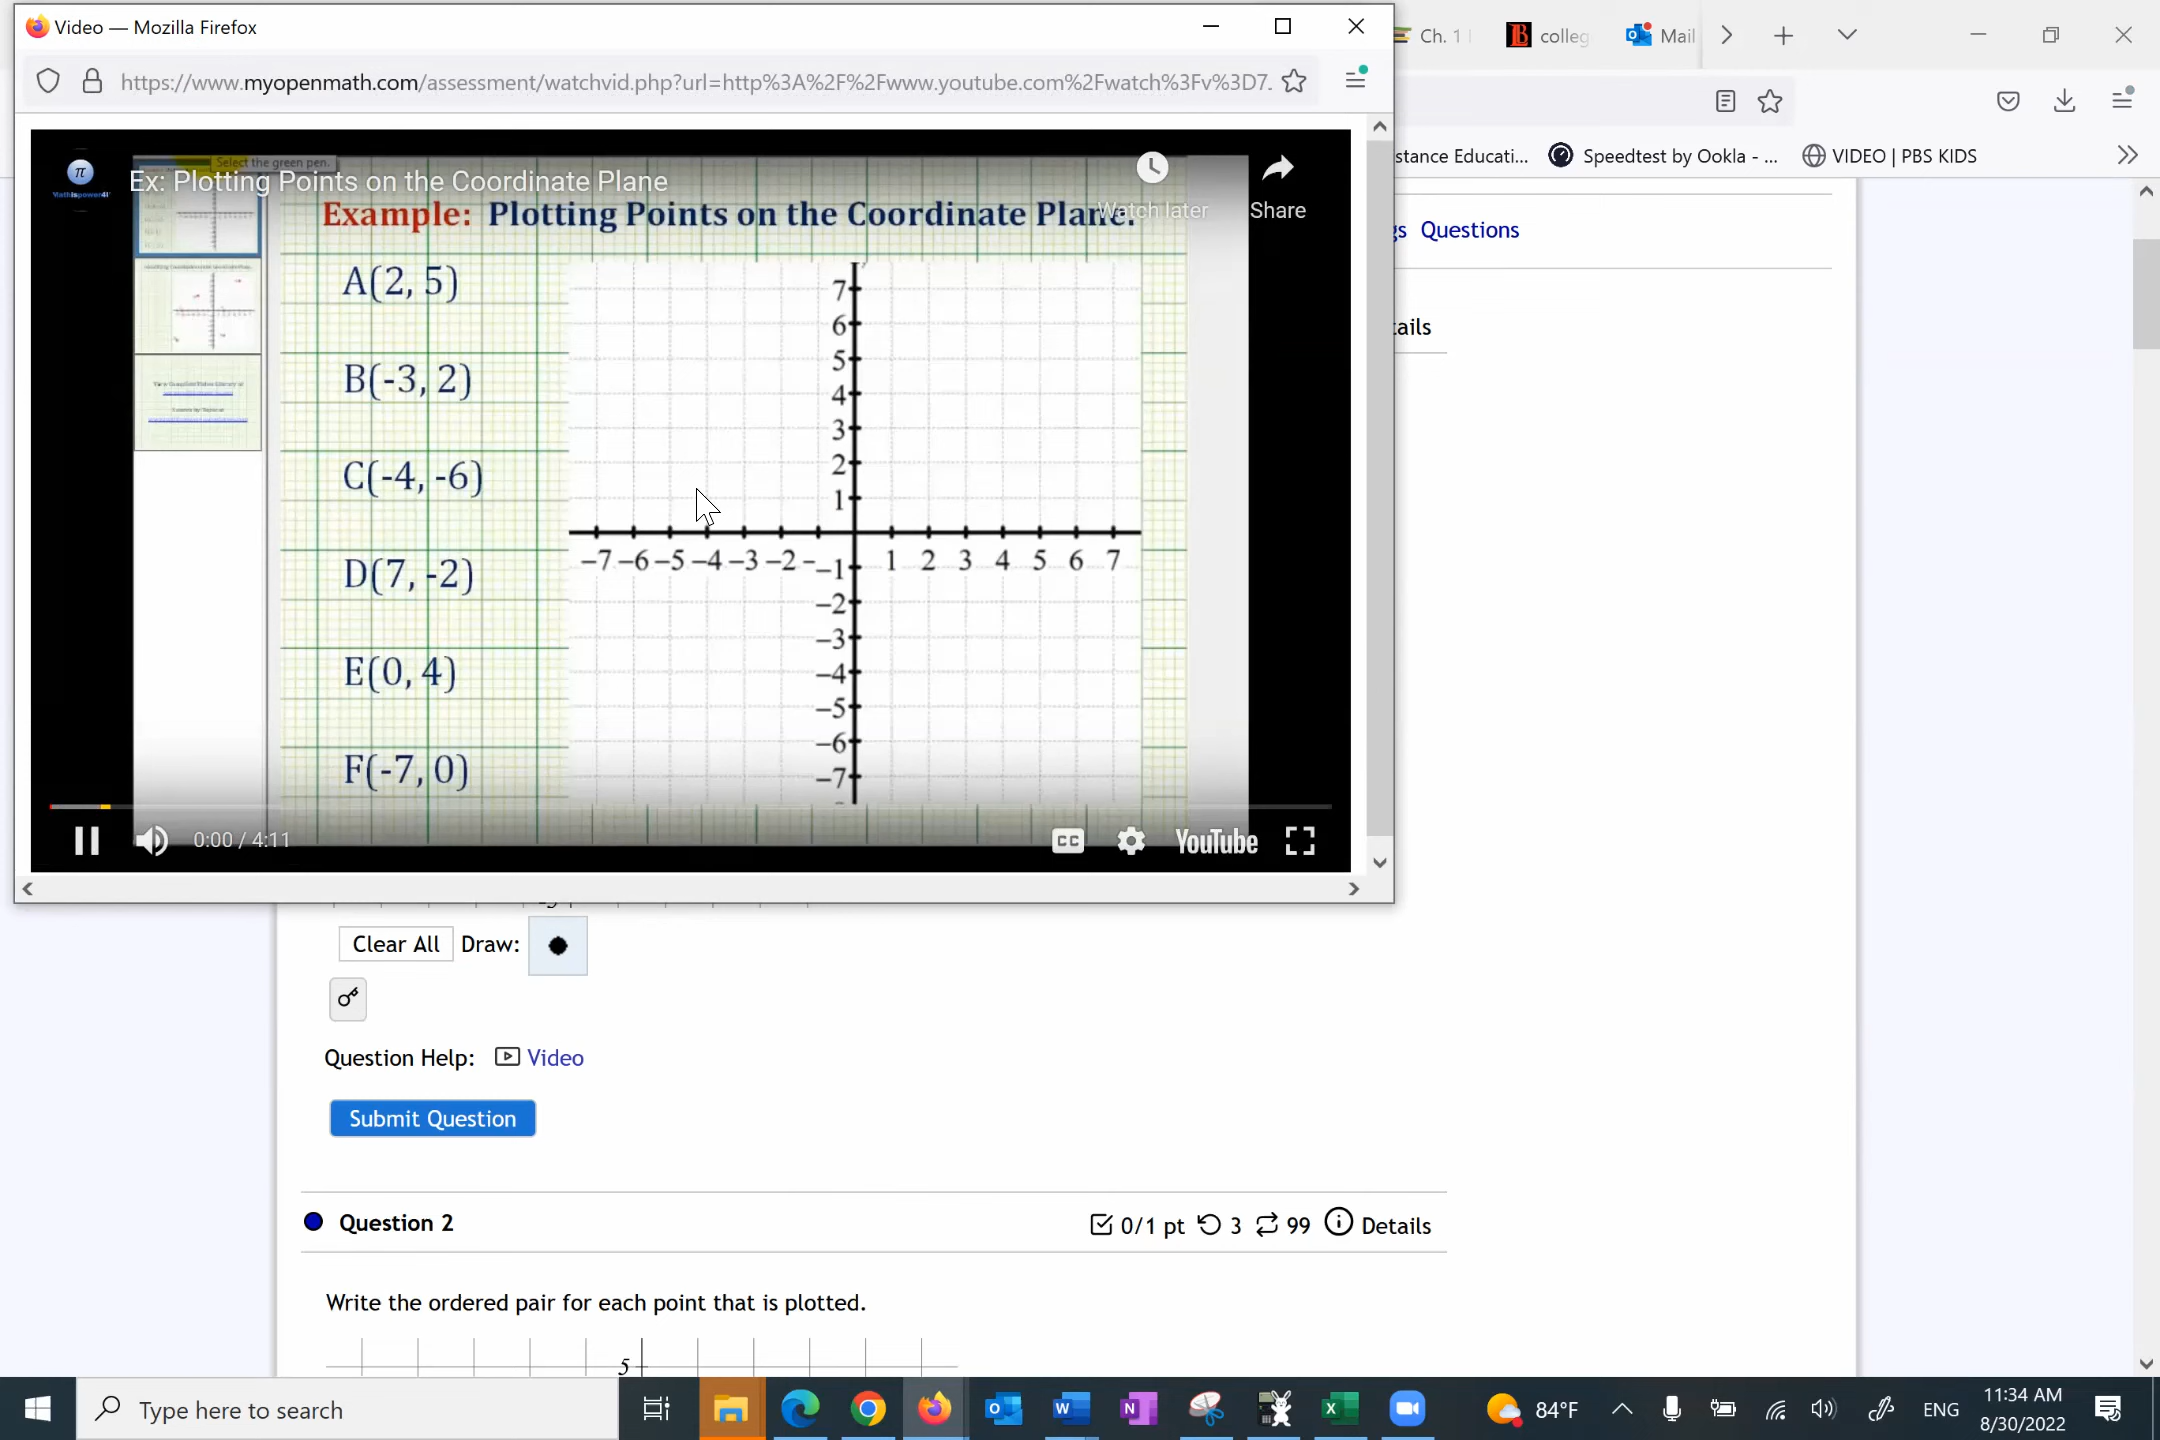 Video — Mozilla Firefox
Ch. 1
colleg
Mail
https://www.myopenmath.com/assessment/watchvid.php?url=http%3A%2F%2Fwww.youtube.com%2Fwatch%3Fv%3D7.
stance Educati...
Speedtest by Ookla - ...
VIDEO | PBS KIDS
Select the green pen.
Ex: Plotting Points on the Coordinate Plane
Watch later
Share
Example: Plotting Points on the Coordinate Plane.
gs Questions
A(2, 5)
B(-3, 2)
C(-4, -6)
D(7, -2)
E(0, 4)
F(-7, 0)
7
6
5
4
3
2
1
−7 −6 −5 −4 −3 −2 − −1 1 2 3 4 5 6 7
−2
−3
−4
−5
−6
−7
tails
0:00 / 4:11
CC
YouTube
Clear All Draw:
Question Help: Video
Submit Question
Question 2
0/1 pt 3 99 Details
Write the ordered pair for each point that is plotted.
5
Type here to search
84°F
ENG
11:34 AM
8/30/2022